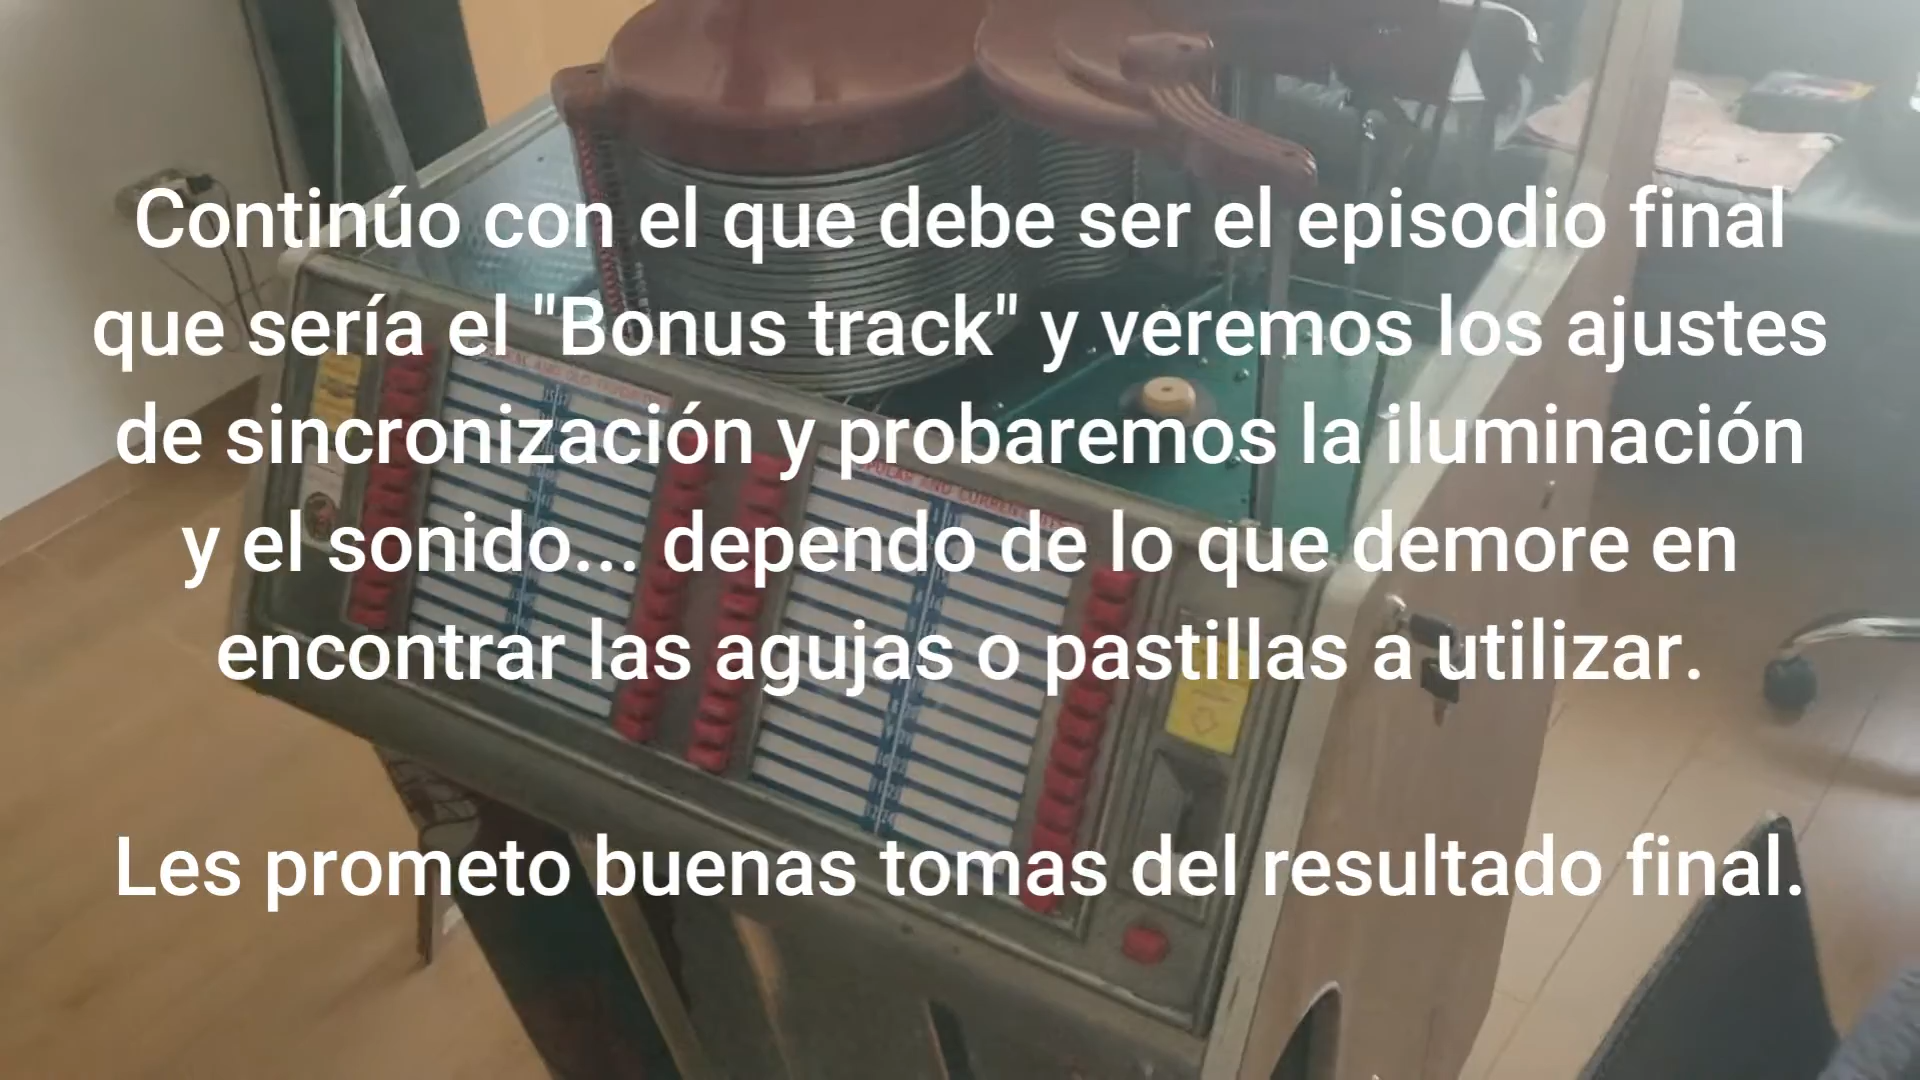 Continúo con el que debe ser el episodio final
que sería el "Bonus track" y veremos los ajustes
de sincronización y probaremos la iluminación
y el sonido... dependo de lo que demore en
encontrar las agujas o pastillas a utilizar.
Les prometo buenas tomas del resultado final.